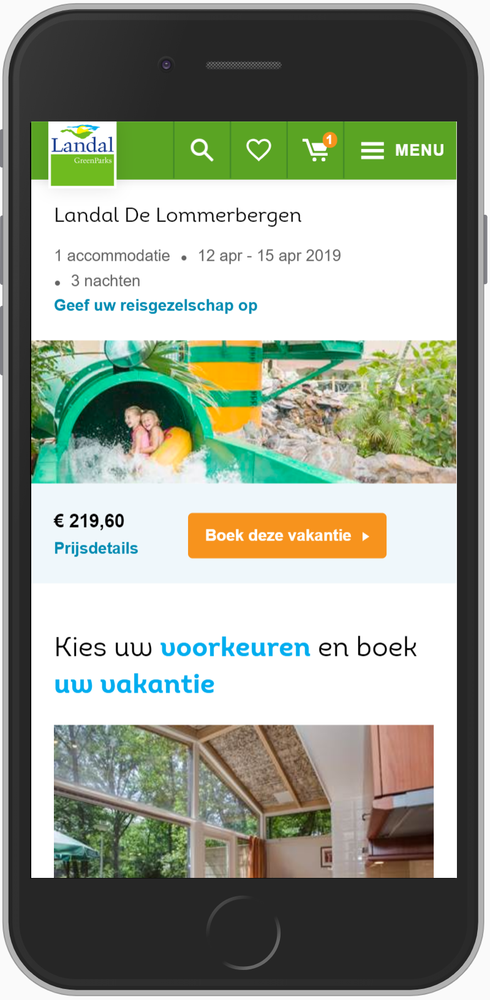 Landal
GreenParks
1
MENU
Landal De Lommerbergen
1 accommodatie • 12 apr - 15 apr 2019
• 3 nachten
Geef uw reisgezelschap op
€ 219,60
Prijsdetails
Boek deze vakantie
Kies uw voorkeuren en boek
uw vakantie